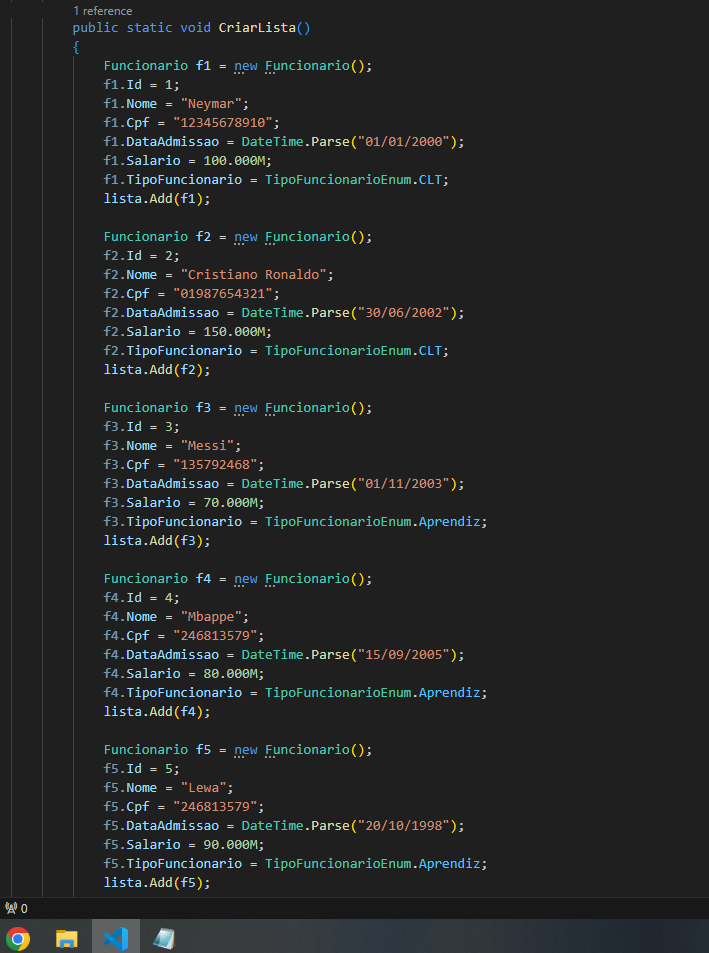 1 reference
public static void CriarLista()
{
Funcionario f1 = new Funcionario();
f1.Id = 1;
f1.Nome = "Neymar";
f1.Cpf = "12345678910";
f1.DataAdmissao = DateTime.Parse("01/01/2000");
f1.Salario = 100.000M;
f1.TipoFuncionario = TipoFuncionarioEnum.CLT;
lista.Add(f1);
Funcionario f2 = new Funcionario();
f2.Id = 2;
f2.Nome = "Cristiano Ronaldo";
f2.Cpf = "01987654321";
f2.DataAdmissao = DateTime.Parse("30/06/2002");
f2.Salario = 150.000M;
f2.TipoFuncionario = TipoFuncionarioEnum.CLT;
lista.Add(f2);
Funcionario f3 = new Funcionario();
f3.Id = 3;
f3.Nome = "Messi";
f3.Cpf = "135792468";
f3.DataAdmissao = DateTime.Parse("01/11/2003");
f3.Salario = 70.000M;
f3.TipoFuncionario = TipoFuncionarioEnum.Aprendiz;
lista.Add(f3);
Funcionario f4 = new Funcionario();
f4.Id = 4;
f4.Nome = "Mbappe";
f4.Cpf = "246813579";
f4.DataAdmissao = DateTime.Parse("15/09/2005");
f4.Salario = 80.000M;
f4.TipoFuncionario = TipoFuncionarioEnum.Aprendiz;
lista.Add(f4);
Funcionario f5 = new Funcionario();
f5.Id = 5;
f5.Nome = "Lewa";
f5.Cpf = "246813579";
f5.DataAdmissao = DateTime.Parse("20/10/1998");
f5.Salario = 90.000M;
f5.TipoFuncionario = TipoFuncionarioEnum.Aprendiz;
lista.Add(f5);
0